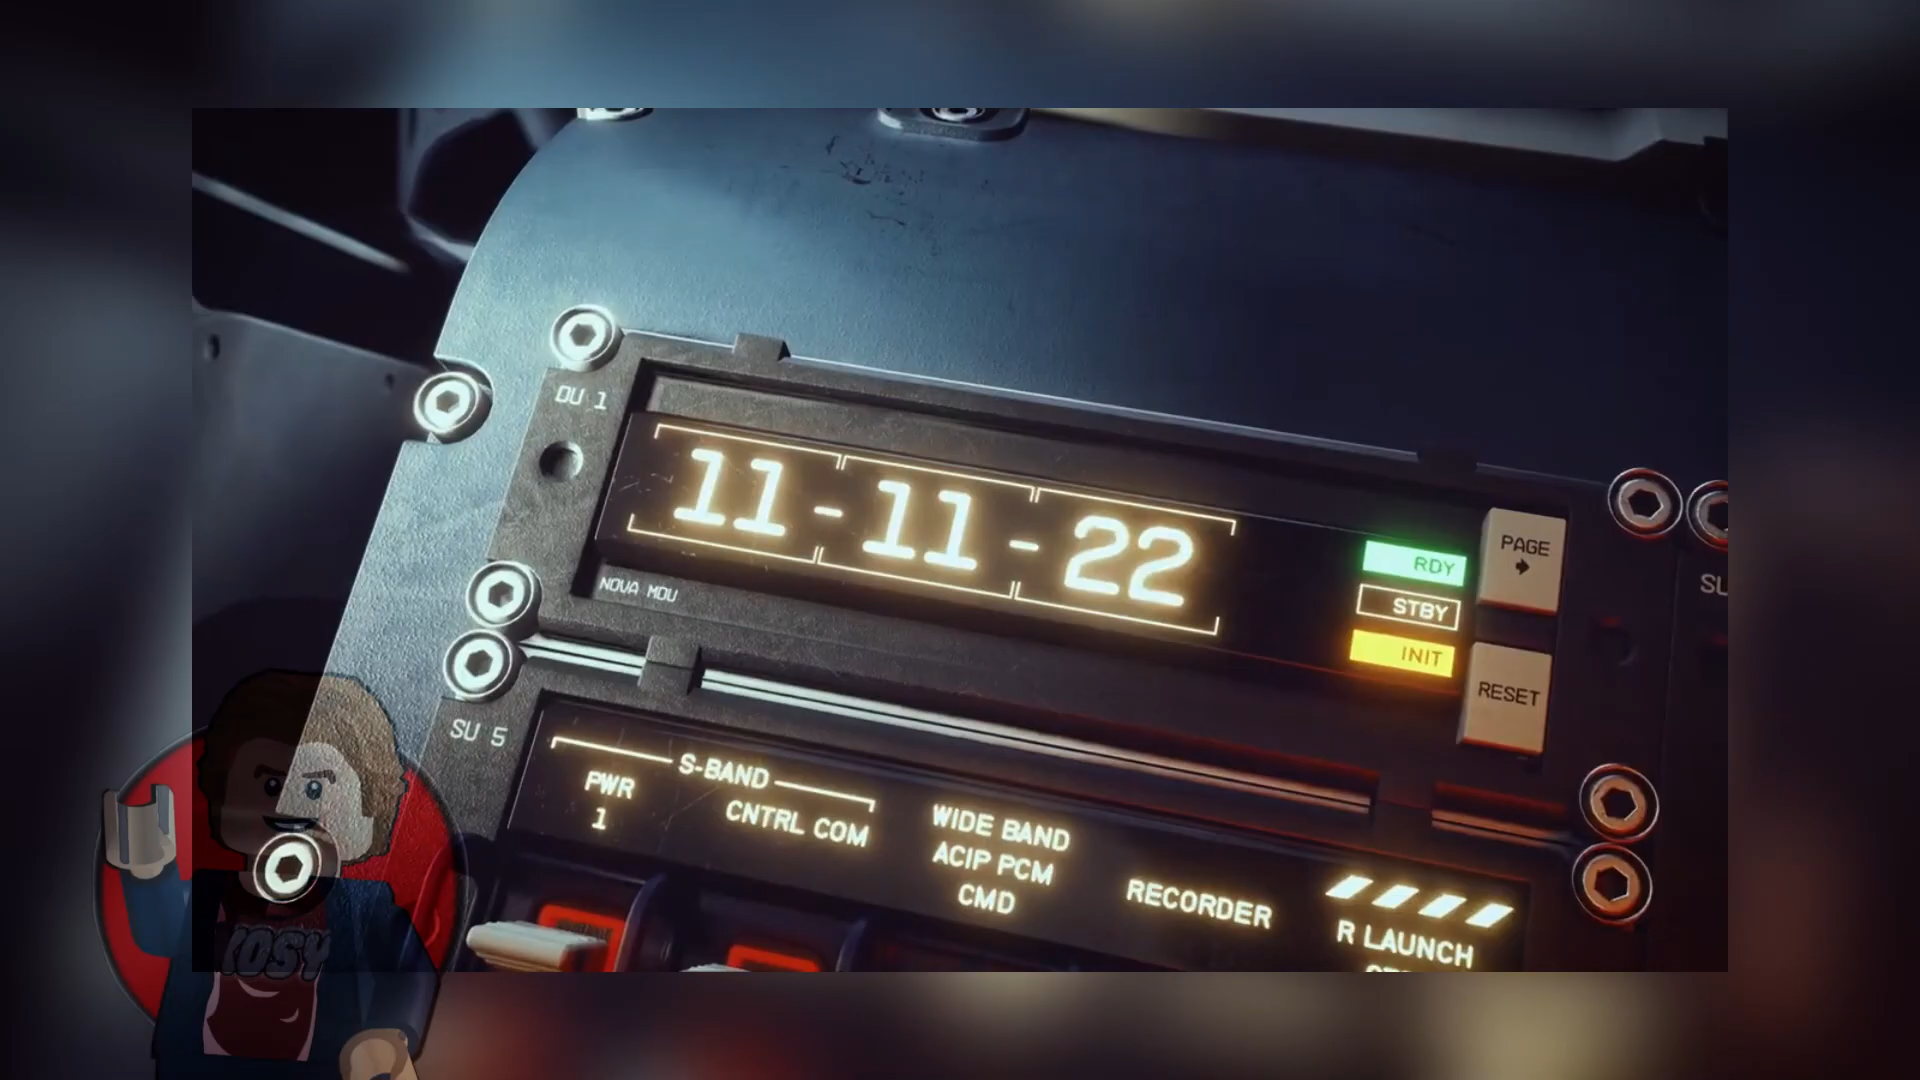 DU 1
11-11-22
RDY
STBY
INIT
PAGE
RESET
NOVA MDU
SU 5
S-BAND
PWR
1
CNTRL COM
WIDE BAND
ACIP PCM
CMD
RECORDER
R LAUNCH
YOSY